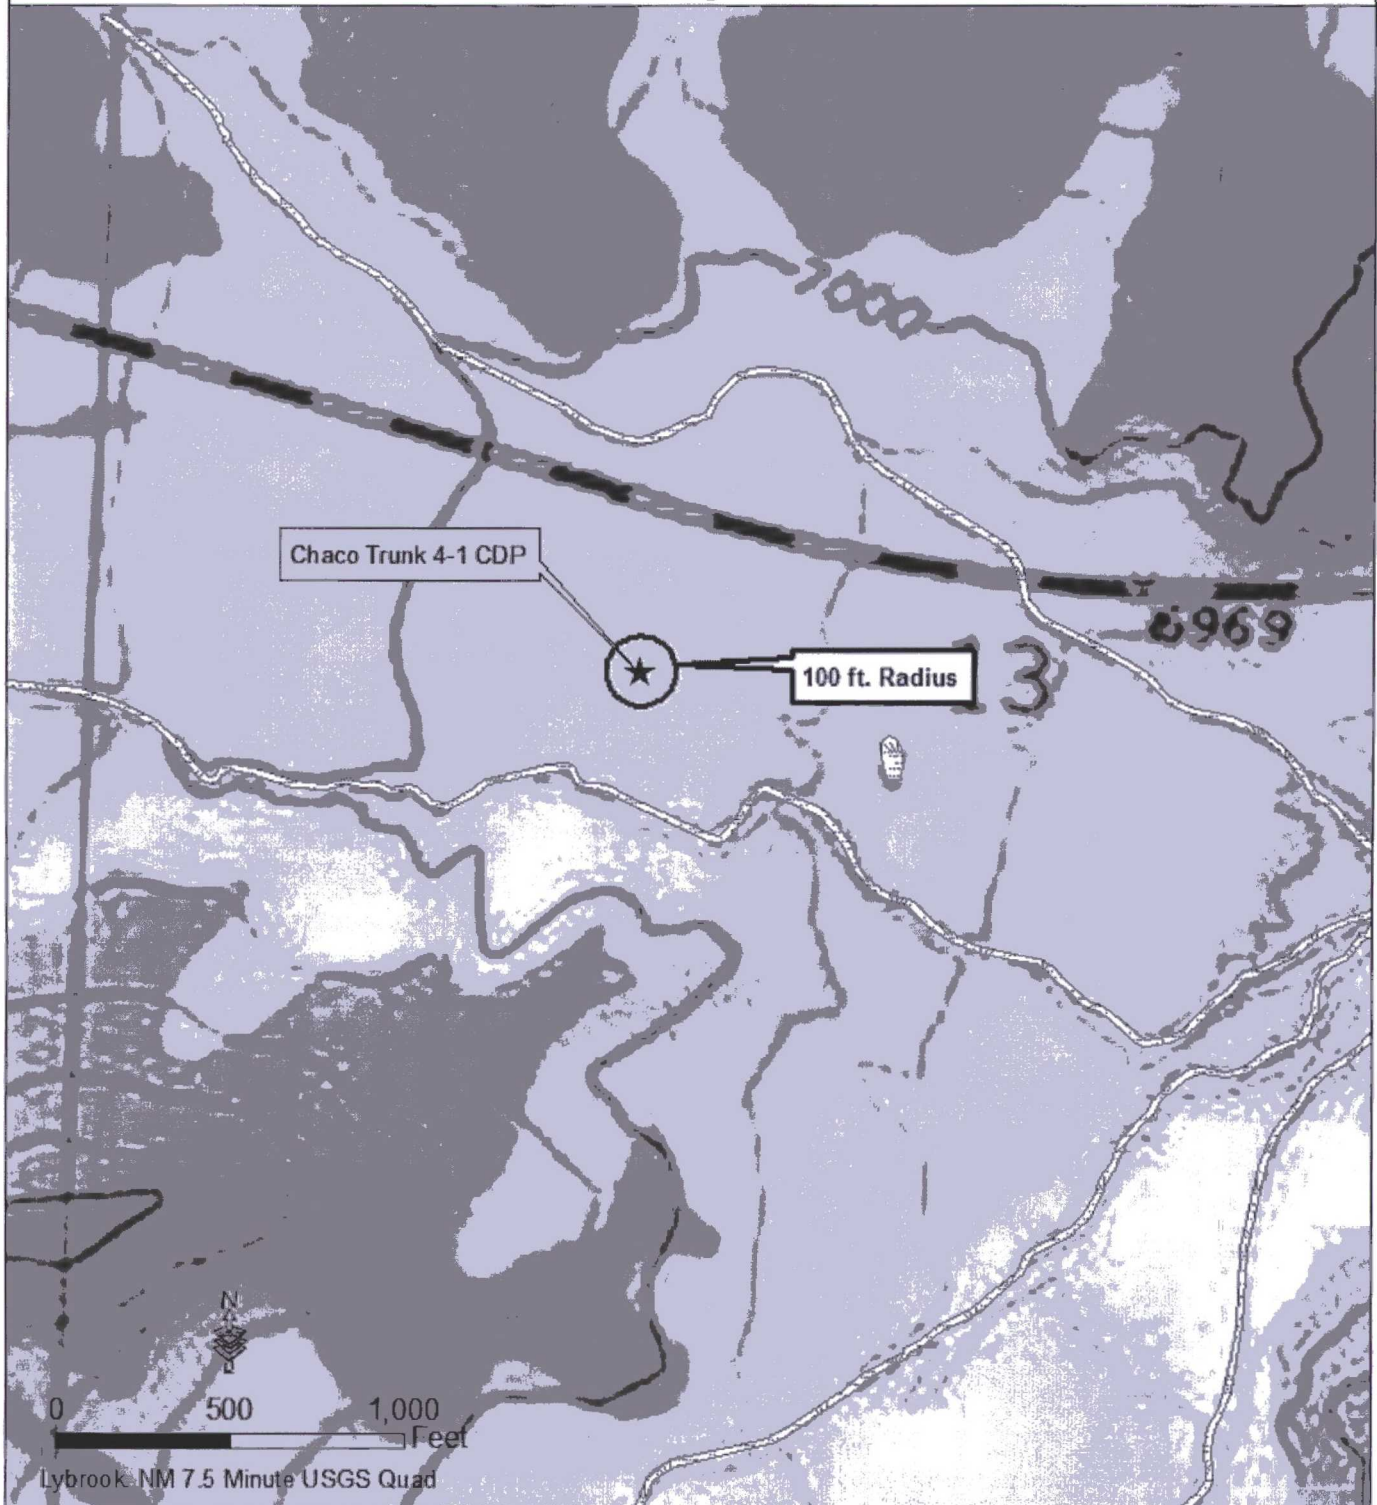 7000
Chaco Trunk 4-1 CDP
6969
100 ft. Radius
13
N
0 500 1,000
Feet
Lybrook NM 7.5 Minute USGS Quad